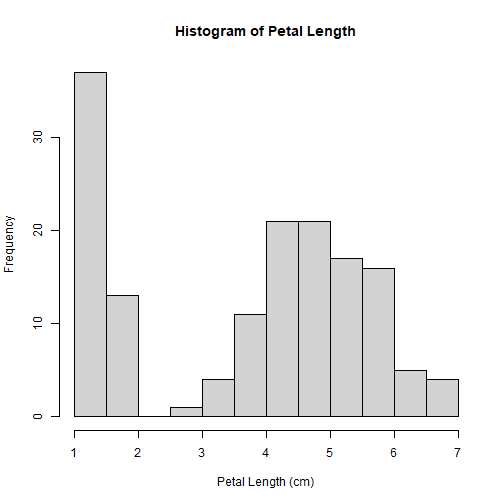 Histogram of Petal Length
Frequency
30
20
10
0
1 2 3 4 5 6 7
Petal Length (cm)